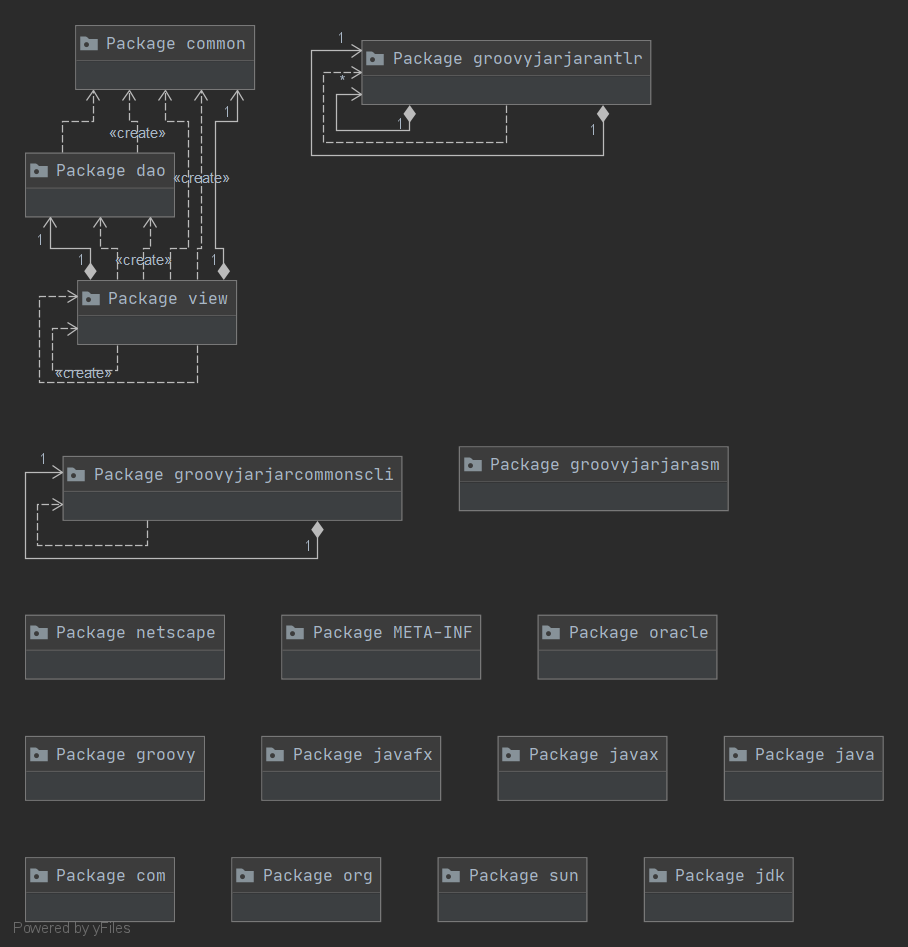 Package common
1
Package groovyjarjarantlr
*
1
1
1
«create»
Package dao
«create»
1
1
«create»
1
Package view
«create»
1
Package groovyjarjarcommonscli
Package groovyjarjarasm
1
Package netscape
Package META-INF
Package oracle
Package groovy
Package javafx
Package javax
Package java
Package com
Package org
Package sun
Package jdk
Powered by yFiles